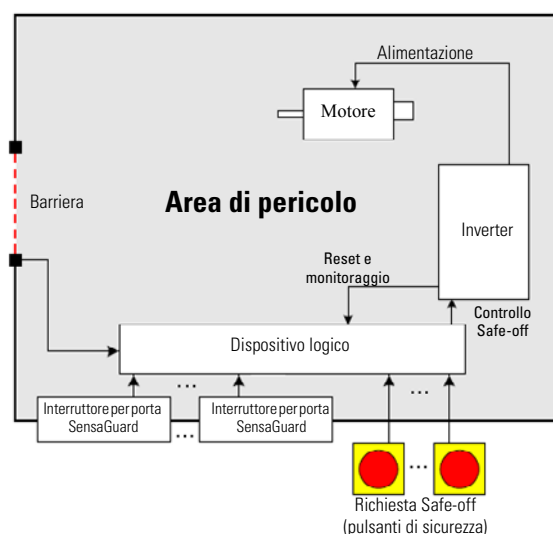 Alimentazione
Motore
Barriera
Area di pericolo
Inverter
Reset e
monitoraggio
Controllo
Safe-off
Dispositivo logico
...
...
Interruttore per porta
SensaGuard
...
Interruttore per porta
SensaGuard
...
Richiesta Safe-off
(pulsanti di sicurezza)